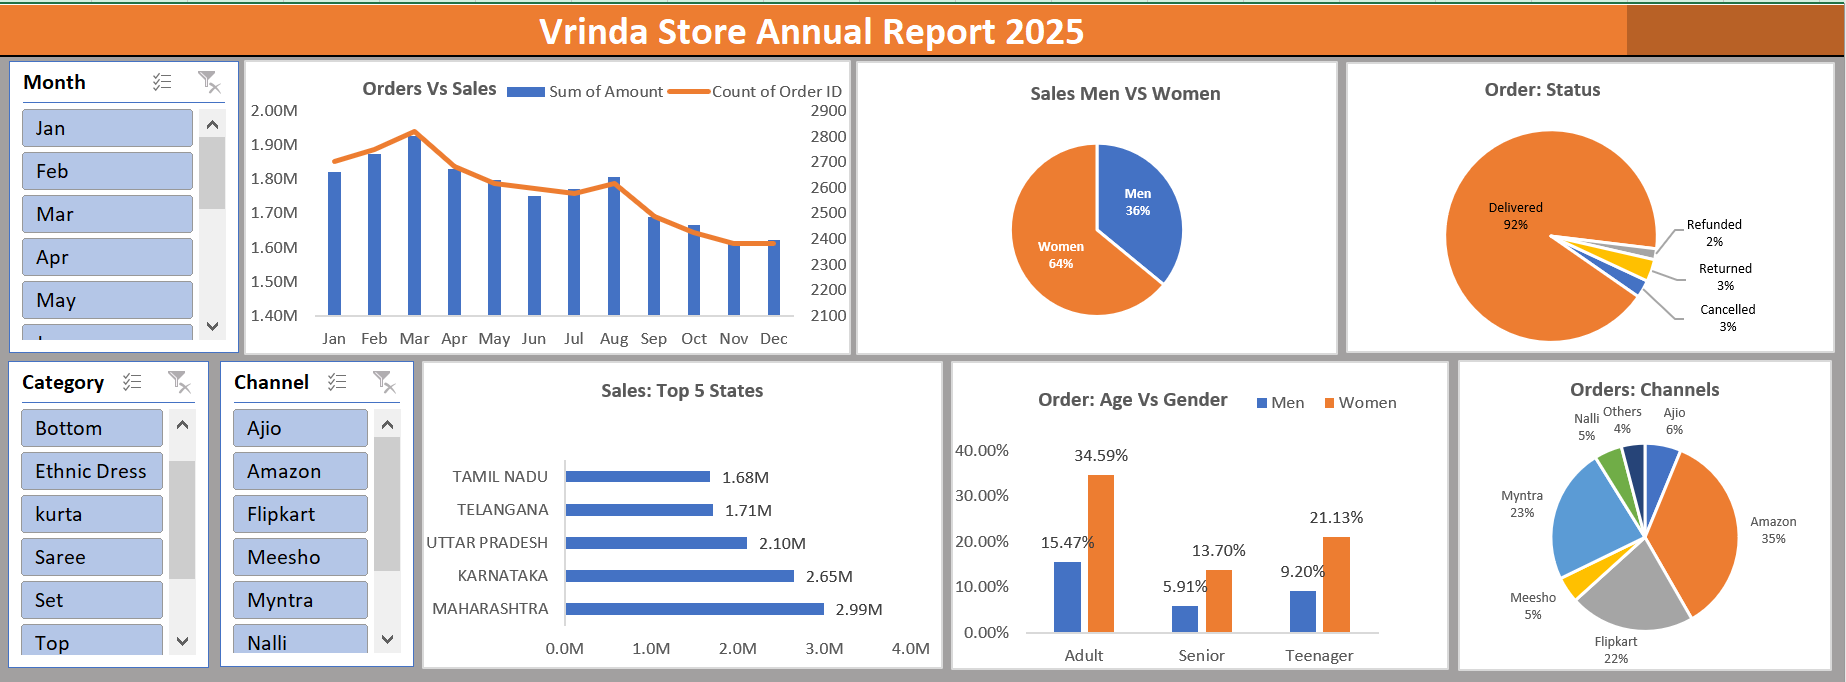 Vrinda Store Annual Report 2025
Month
Jan
Feb
Mar
Apr
May
Orders Vs Sales
Sum of Amount
Count of Order ID
2.00M
1.90M
1.80M
1.70M
1.60M
1.50M
1.40M
2900
2800
2700
2600
2500
2400
2300
2200
2100
Jan Feb Mar Apr May Jun Jul Aug Sep Oct Nov Dec
Sales Men VS Women
Men
36%
Women
64%
Order: Status
Delivered
92%
Refunded
2%
Returned
3%
Cancelled
3%
Category
Bottom
Ethnic Dress
kurta
Saree
Set
Top
Channel
Ajio
Amazon
Flipkart
Meesho
Myntra
Nalli
Sales: Top 5 States
TAMIL NADU 1.68M
TELANGANA 1.71M
UTTAR PRADESH 2.10M
KARNATAKA 2.65M
MAHARASHTRA 2.99M
0.0M 1.0M 2.0M 3.0M 4.0M
Order: Age Vs Gender
Men
Women
40.00%
30.00%
20.00%
10.00%
0.00%
15.47%
34.59%
5.91%
13.70%
9.20%
21.13%
Adult Senior Teenager
Orders: Channels
Ajio
6%
Amazon
35%
Flipkart
22%
Meesho
5%
Myntra
23%
Nalli
5%
Others
4%